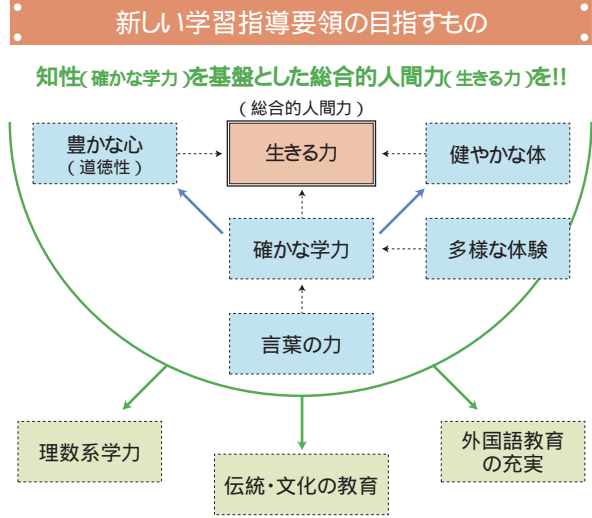 新しい学習指導要領の目指すもの
知性(確かな学力)を基盤とした総合的人間力(生きる力)を!!
(総合的人間力)
豊かな心
(道徳性)
生きる力
健やかな体
確かな学力
多様な体験
言葉の力
理数系学力
伝統・文化の教育
外国語教育
の充実